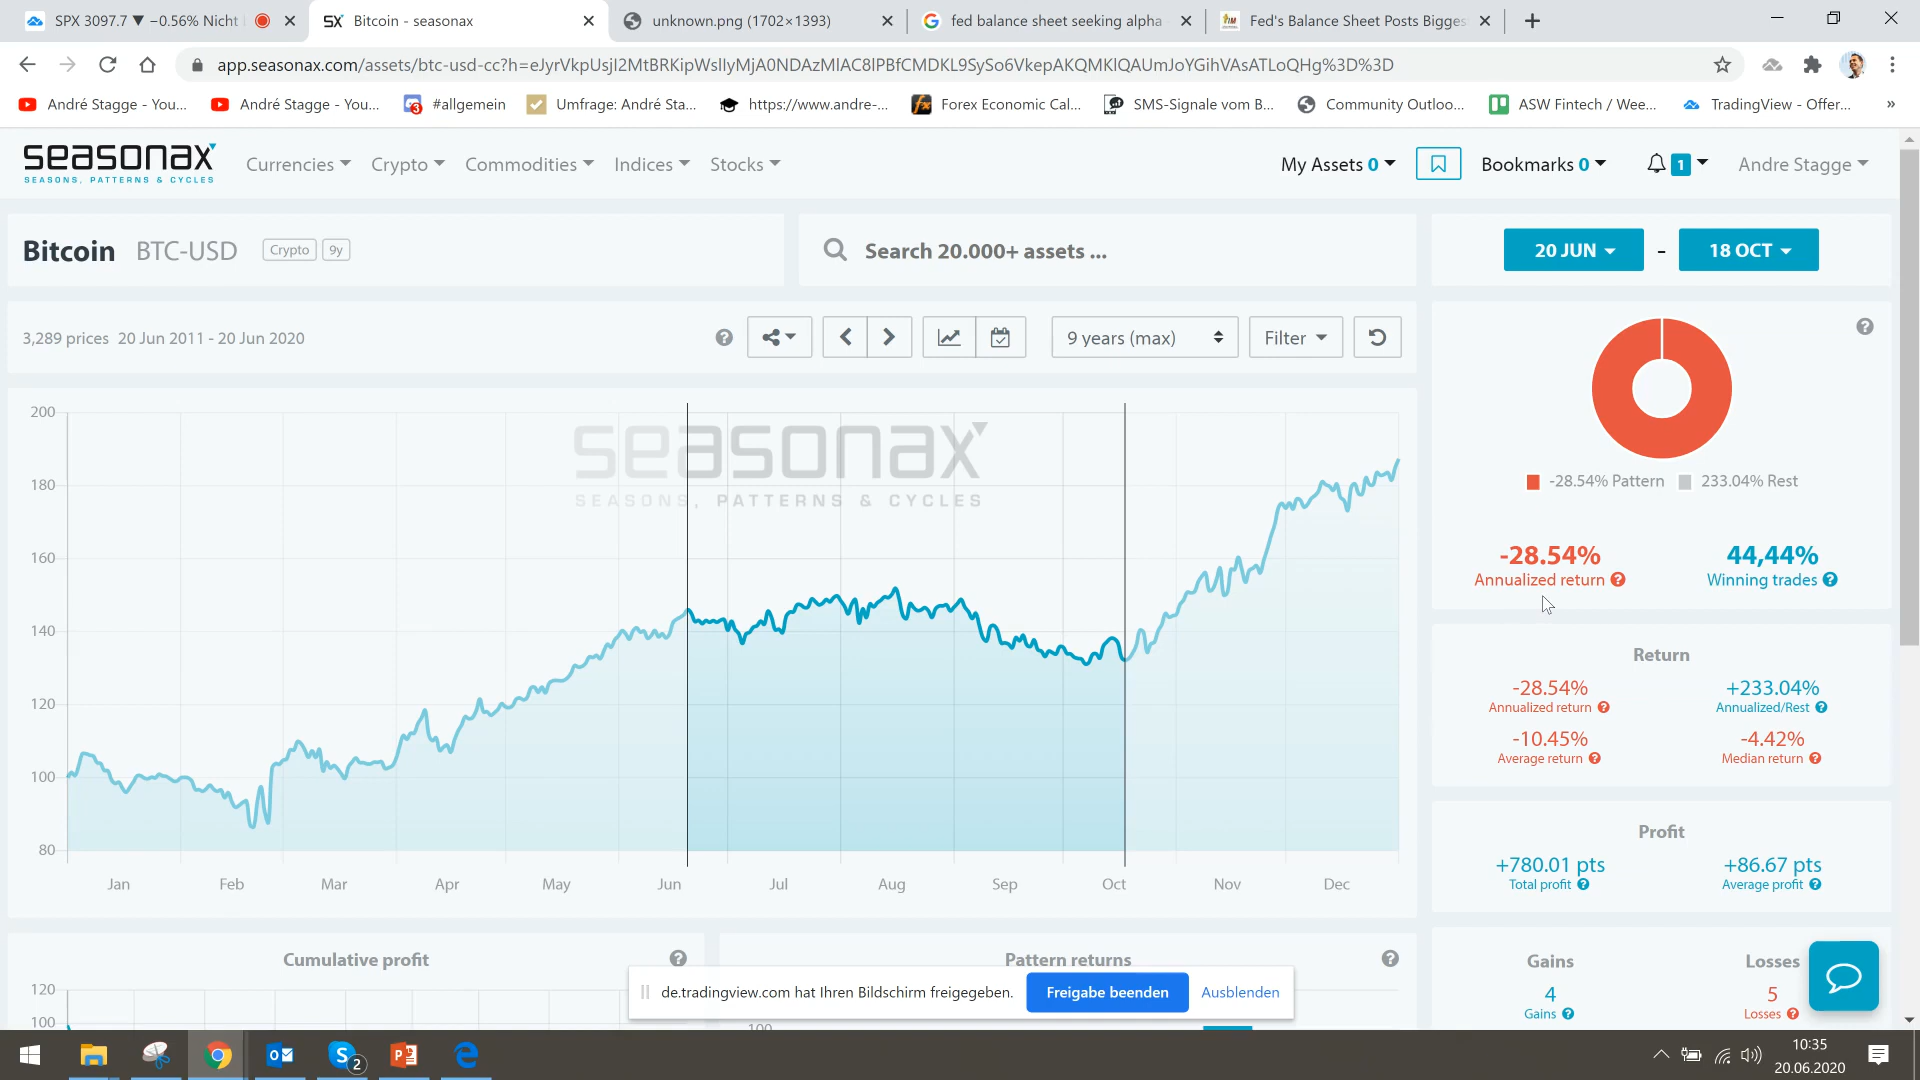 SPX 3097.7 ▼ −0.56% Nicht
Bitcoin - seasonax
unknown.png (1702×1393)
fed balance sheet seeking alpha
Fed's Balance Sheet Posts Bigges
app.seasonax.com/assets/btc-usd-cc?h=eJyrVkpUsjI2MtBRKipWsIlyMjA0NDAzMIAC8IPBfCMDKL9SySo6VkepAKQMKlQAUmJoYGihVAsATLoQHg%3D%3D
André Stagge - You...
André Stagge - You...
#allgemein
Umfrage: André Sta...
https://www.andre-...
Forex Economic Cal...
SMS-Signale vom B...
Community Outloo...
ASW Fintech / Wee...
TradingView - Offer...
»
seasonax
SEASONS, PATTERNS & CYCLES
Currencies
Crypto
Commodities
Indices
Stocks
My Assets 0
Bookmarks 0
1
Andre Stagge
Bitcoin BTC-USD Crypto 9y
Search 20.000+ assets ...
20 JUN - 18 OCT
3,289 prices 20 Jun 2011 - 20 Jun 2020
9 years (max)
Filter
200
180
160
140
120
100
80
seasonax
SEASONS, PATTERNS & CYCLES
Jan Feb Mar Apr May Jun Jul Aug Sep Oct Nov Dec
-28.54% Pattern 233.04% Rest
-28.54% 44,44%
Annualized return Winning trades
Return
-28.54% +233.04%
Annualized return Annualized/Rest
-10.45% -4.42%
Average return Median return
Profit
+780.01 pts +86.67 pts
Total profit Average profit
Gains Losses
4 5
Gains Losses
Cumulative profit
120
100
Pattern returns
100
de.tradingview.com hat Ihren Bildschirm freigegeben.
Freigabe beenden
Ausblenden
2
10:35
20.06.2020